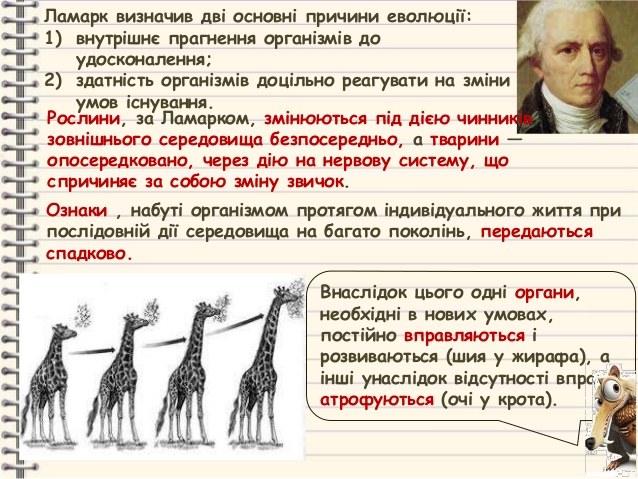 Ламарк визначив дві основні причини еволюції:
1) внутрішнє прагнення організмів до
удосконалення;
2) здатність організмів доцільно реагувати на зміни
умов існування.
Рослини, за Ламарком, змінюються під дією чинників
зовнішнього середовища безпосередньо, а тварини —
опосередковано, через дію на нервову систему, що
спричиняє за собою зміну звичок.
Ознаки , набуті організмом протягом індивідуального життя при
послідовній дії середовища на багато поколінь, передаються
спадково.
Внаслідок цього одні органи,
необхідні в нових умовах,
постійно вправляються і
розвиваються (шия у жирафа), а
інші унаслідок відсутності
атрофуються (очі у крота).